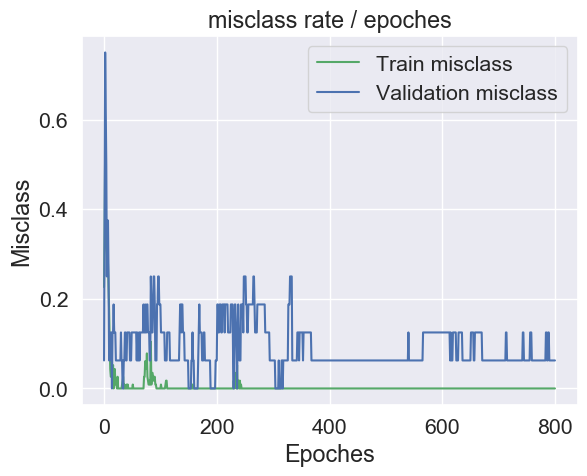 misclass rate / epoches
Train misclass
Validation misclass
Misclass
0.6
0.4
0.2
0.0
0
200
400
600
800
Epoches